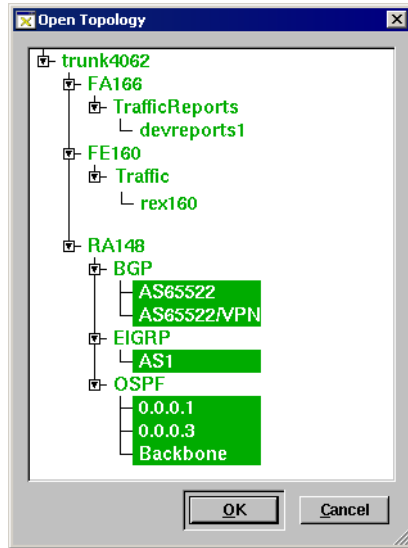 Open Topology
trunk4062
FA166
TrafficReports
devreports1
FE160
Traffic
rex160
RA148
BGP
AS65522
AS65522/VPN
EIGRP
AS1
OSPF
0.0.0.1
0.0.0.3
Backbone
OK Cancel